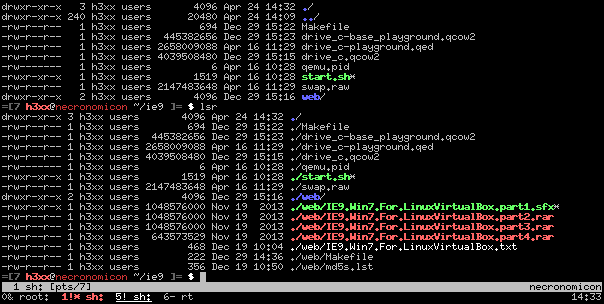 drwxr-xr-x 3 h3xx users 4096 Apr 24 14:32 ./
drwxr-xr-x 240 h3xx users 20480 Apr 24 14:09 ../
-rw-r--r-- 1 h3xx users 694 Dec 29 15:22 Makefile
-rw-r--r-- 1 h3xx users 445382656 Dec 23 15:22 drive_c-base_playground.qcow2
-rw-r--r-- 1 h3xx users 2658009088 Apr 16 11:29 drive_c-playground.qed
-rw-r--r-- 1 h3xx users 4039508480 Dec 29 15:15 drive_c.qcow2
-rw-r--r-- 1 h3xx users 6 Apr 16 10:28 qemu.pid
-rwxr-xr-x 1 h3xx users 1519 Apr 16 10:28 start.sh*
-rw-r--r-- 1 h3xx users 2147483648 Apr 16 11:29 swap.raw
drwxr-xr-x 2 h3xx users 4096 Dec 29 15:16 web/
=[7 h3xx@necronomicon ~/ie9 ]= $ lsr
drwxr-xr-x 3 h3xx users 4096 Apr 24 14:32 ./
-rw-r--r-- 1 h3xx users 694 Dec 29 15:22 ./Makefile
-rw-r--r-- 1 h3xx users 445382656 Dec 23 15:22 ./drive_c-base_playground.qcow2
-rw-r--r-- 1 h3xx users 2658009088 Apr 16 11:29 ./drive_c-playground.qed
-rw-r--r-- 1 h3xx users 4039508480 Dec 29 15:15 ./drive_c.qcow2
-rw-r--r-- 1 h3xx users 6 Apr 16 10:28 ./qemu.pid
-rwxr-xr-x 1 h3xx users 1519 Apr 16 10:28 ./start.sh*
-rw-r--r-- 1 h3xx users 2147483648 Apr 16 11:29 ./swap.raw
drwxr-xr-x 2 h3xx users 4096 Dec 29 15:16 ./web/
-rwxr-xr-x 1 h3xx users 1048576000 Nov 19 2013 ./web/IE9.Win7.For.LinuxVirtualBox.part1.sfx*
-rw-r--r-- 1 h3xx users 1048576000 Nov 19 2013 ./web/IE9.Win7.For.LinuxVirtualBox.part2.rar
-rw-r--r-- 1 h3xx users 1048576000 Nov 19 2013 ./web/IE9.Win7.For.LinuxVirtualBox.part3.rar
-rw-r--r-- 1 h3xx users 643573529 Nov 19 2013 ./web/IE9.Win7.For.LinuxVirtualBox.part4.rar
-rw-r--r-- 1 h3xx users 468 Dec 29 10:04 ./web/IE9.Win7.For.LinuxVirtualBox.txt
-rw-r--r-- 1 h3xx users 222 Dec 29 14:36 ./web/Makefile
-rw-r--r-- 1 h3xx users 356 Dec 19 10:50 ./web/md5s.lst
=[7 h3xx@necronomicon ~/ie9 ]= $
1 sh: [pts/7] necronomicon
0& root: 1!* sh: 5! sh: 6- rt 14:33